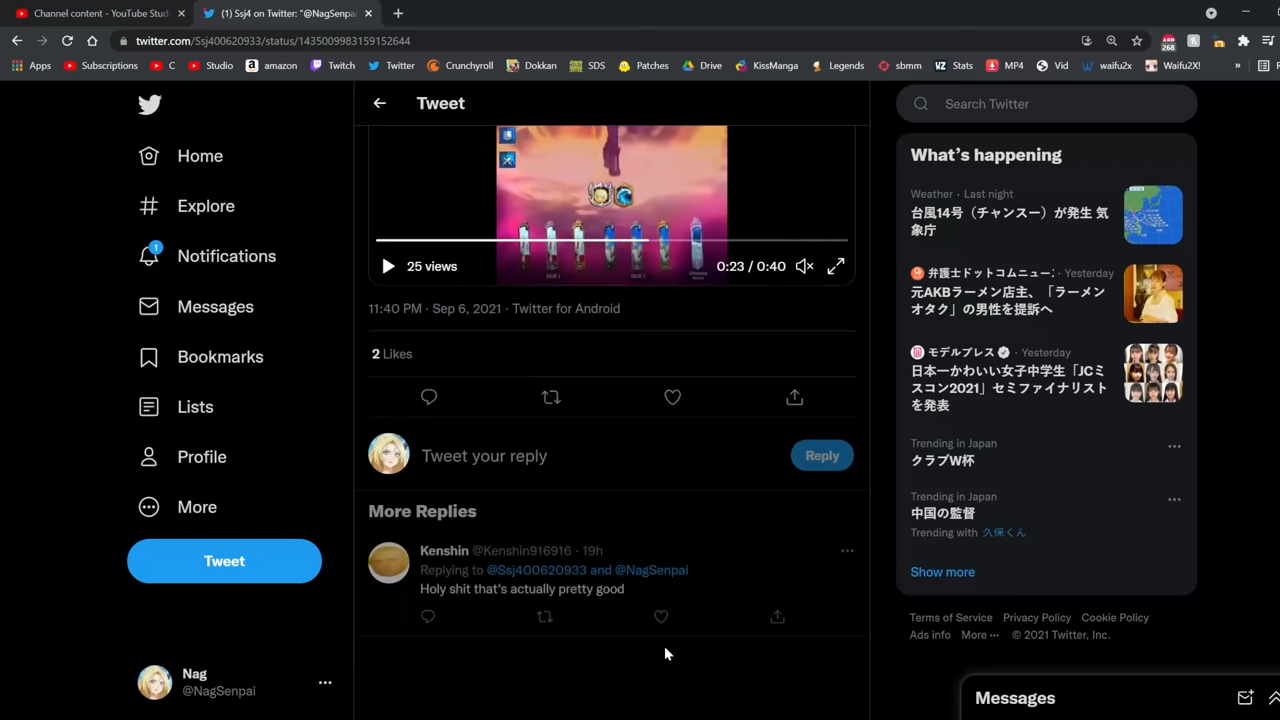 Channel content - YouTube Studi
(1) Ssj4 on Twitter: "@NagSenpai
twitter.com/Ssj400620933/status/1435009983159152644
268
Apps
Subscriptions
C
Studio
amazon
Twitch
Twitter
Crunchyroll
Dokkan
SDS
Patches
Drive
KissManga
Legends
sbmm
Stats
MP4
Vid
waifu2x
Waifu2X!
»
Home
Explore
1
Notifications
Messages
Bookmarks
Lists
Profile
More
Tweet
Nag
@NagSenpai
Tweet
Skill 1
Skill 2
25 views
0:23 / 0:40
11:40 PM · Sep 6, 2021 · Twitter for Android
2 Likes
Tweet your reply
Reply
More Replies
Kenshin @Kenshin916916 · 19h
Replying to @Ssj400620933 and @NagSenpai
Holy shit that's actually pretty good
Search Twitter
What's happening
Weather · Last night
台風14号（チャンスー）が発生 気
象庁
弁護士ドットコムニュース · Yesterday
元AKBラーメン店主、「ラーメン
オタク」の男性を提訴へ
モデルプレス · Yesterday
日本一かわいい女子中学生「JCミ
スコン2021」セミファイナリスト
を発表
Trending in Japan
クラブW杯
Trending in Japan
中国の監督
Trending with 久保くん
Show more
Terms of Service Privacy Policy Cookie Policy
Ads info More ··· © 2021 Twitter, Inc.
Messages